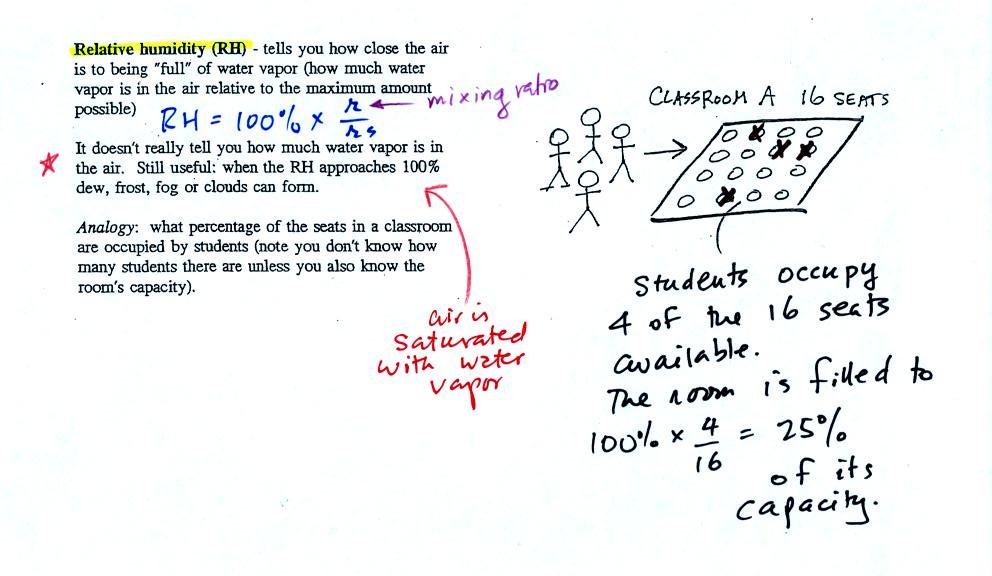 Relative humidity (RH) - tells you how close the air
is to being "full" of water vapor (how much water
vapor is in the air relative to the maximum amount
possible)
RH = 100% × r/rs
mixing ratio
It doesn't really tell you how much water vapor is in
the air. Still useful: when the RH approaches 100%
dew, frost, fog or clouds can form.
Analogy: what percentage of the seats in a classroom
are occupied by students (note you don't know how
many students there are unless you also know the
room's capacity).
air is
saturated
with water
vapor
CLASSROOM A 16 SEATS
Students occupy
4 of the 16 seats
available.
The room is filled to
100% × 4/16 = 25%
of its
capacity.